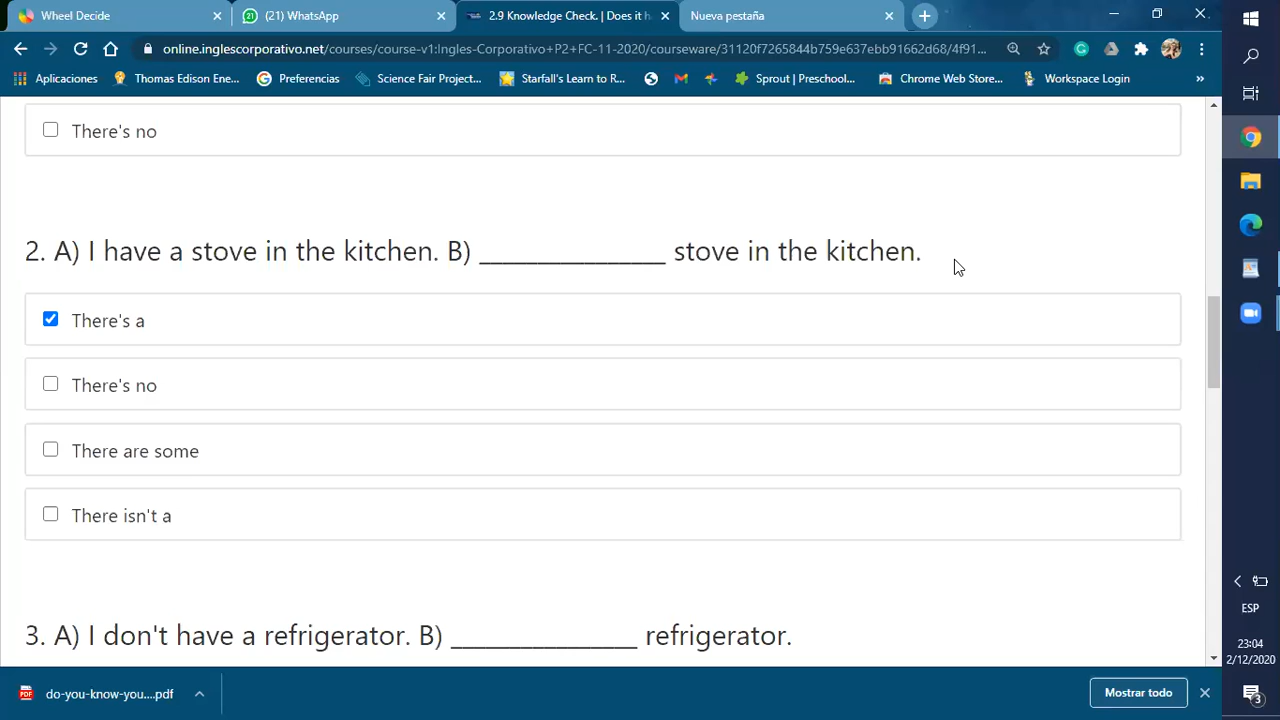 Wheel Decide
(21) WhatsApp
2.9 Knowledge Check. | Does it ha
Nueva pestaña
online.inglescorporativo.net/courses/course-v1:Ingles-Corporativo+P2+FC-11-2020/courseware/31120f7265844b759e637ebb91662d68/4f91...
Aplicaciones
Thomas Edison Ene...
Preferencias
Science Fair Project...
Starfall's Learn to R...
Sprout | Preschool...
Chrome Web Store...
Workspace Login
»
There's no
2. A) I have a stove in the kitchen. B) ________________ stove in the kitchen.
There's a
There's no
There are some
There isn't a
3. A) I don't have a refrigerator. B) ________________ refrigerator.
ESP
23:04
2/12/2020
3
do-you-know-you....pdf
Mostrar todo